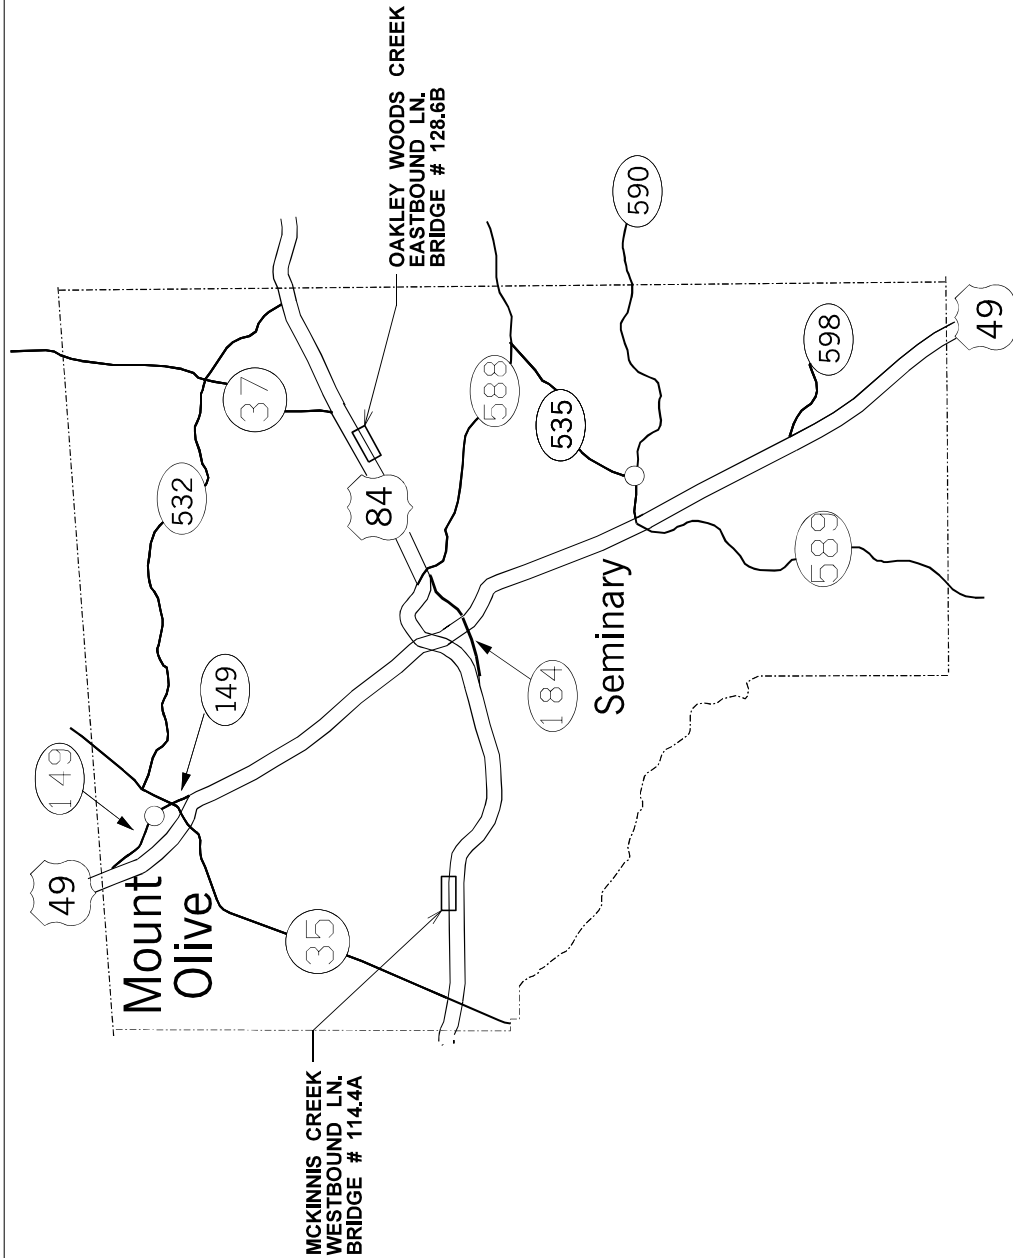 OAKLEY WOODS CREEK
EASTBOUND LN.
BRIDGE # 128.6B
MCKINNIS CREEK
WESTBOUND LN.
BRIDGE # 114.4A
Mount
Olive
Seminary
49
149
149
532
37
84
588
535
590
598
49
589
184
35